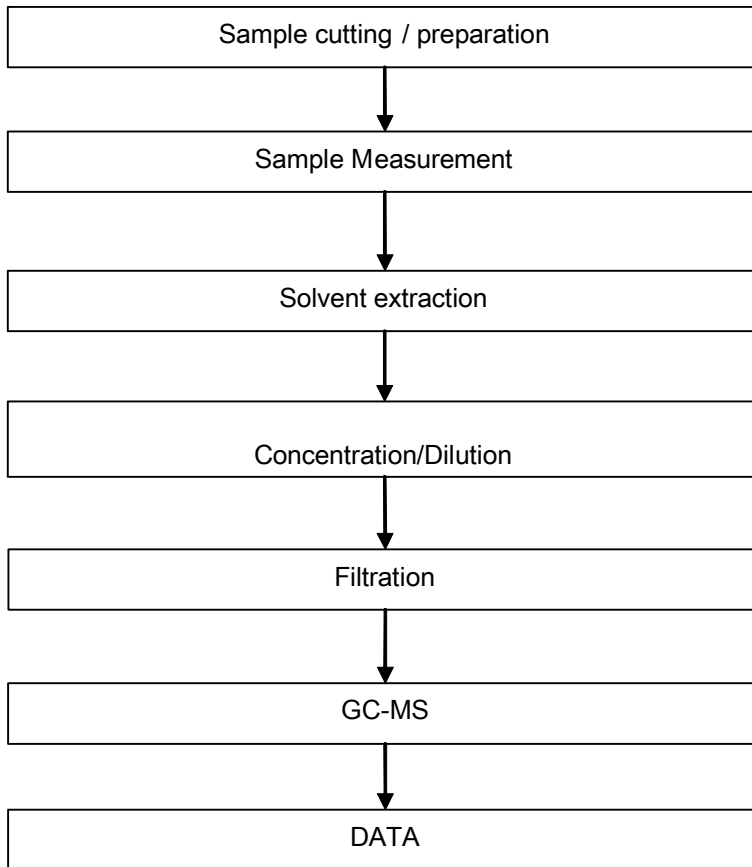 Sample cutting / preparation
Sample Measurement
Solvent extraction
Concentration/Dilution
Filtration
GC-MS
DATA